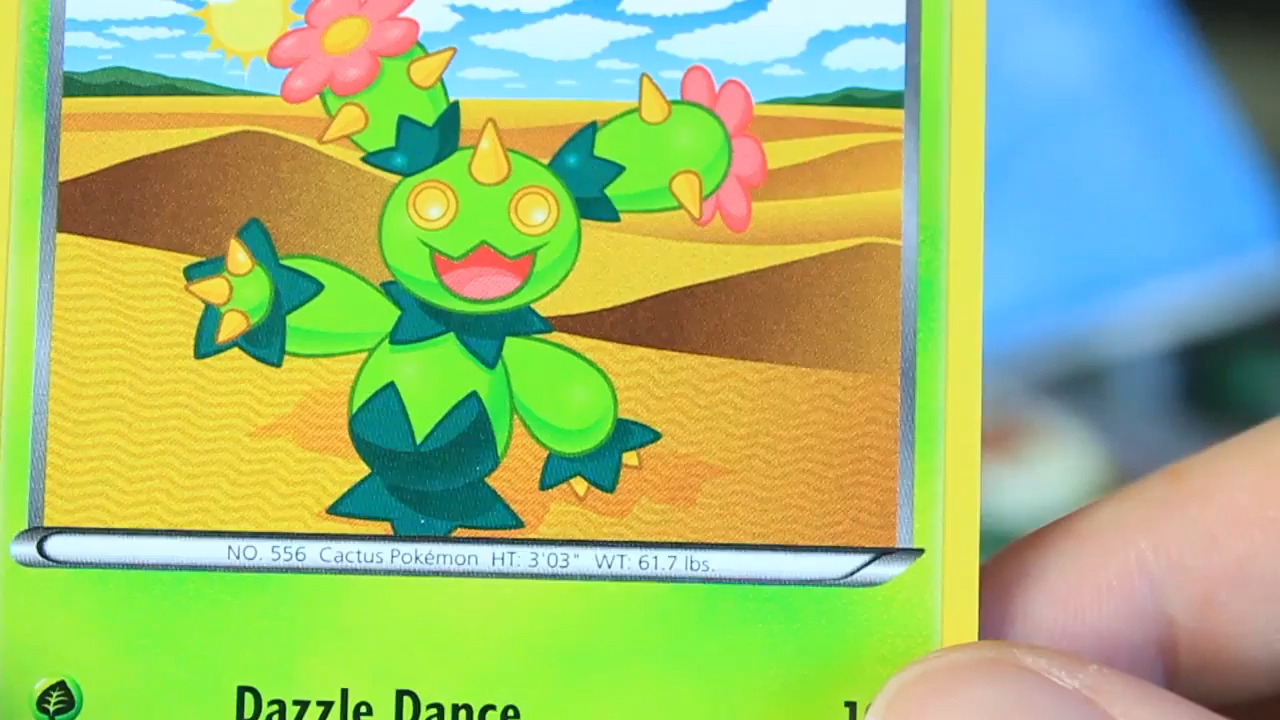 NO. 556 Cactus Pokémon HT: 3'03" WT: 61.7 lbs.
Dazzle Dance